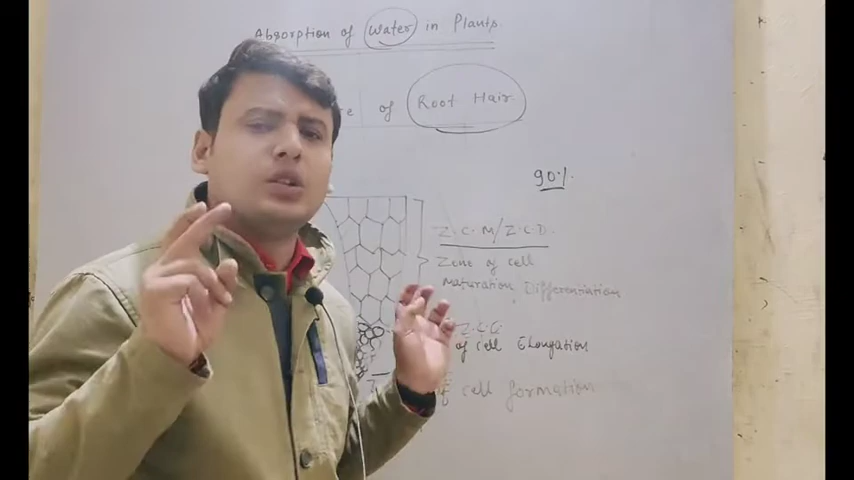 Absorption of Water in Plants.
of Root Hair
90%
Z.C.M/Z.C.D.
Zone of cell
maturation Differentiation
Z.C.E
of cell Elongation
of cell formation